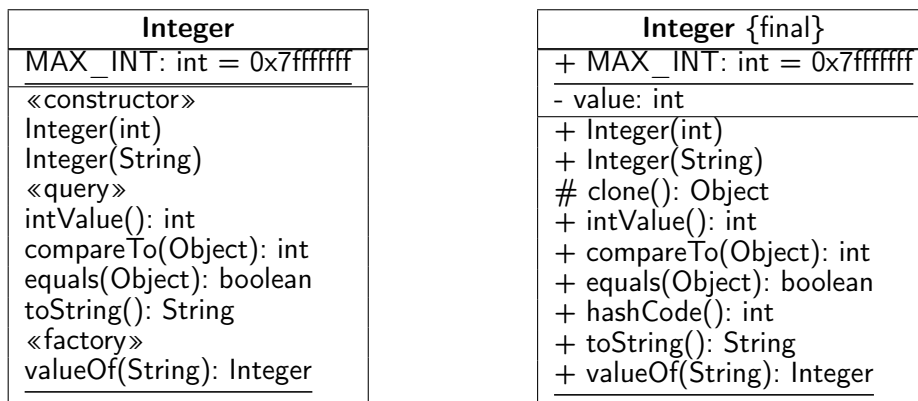 Integer
MAX_INT: int = 0x7fffffff
«constructor»
Integer(int)
Integer(String)
«query»
intValue(): int
compareTo(Object): int
equals(Object): boolean
toString(): String
«factory»
valueOf(String): Integer
Integer {final}
+ MAX_INT: int = 0x7fffffff
- value: int
+ Integer(int)
+ Integer(String)
# clone(): Object
+ intValue(): int
+ compareTo(Object): int
+ equals(Object): boolean
+ hashCode(): int
+ toString(): String
+ valueOf(String): Integer